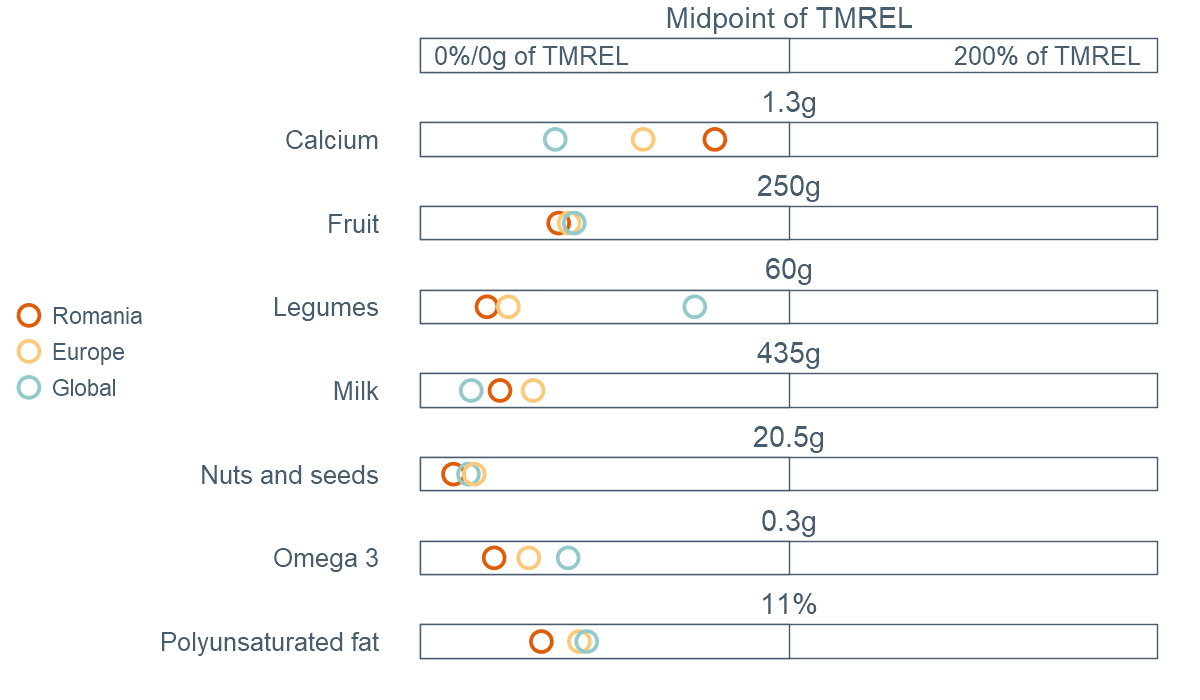 Midpoint of TMREL
0%/0g of TMREL
200% of TMREL
1.3g
Calcium
250g
Fruit
60g
Legumes
435g
Milk
20.5g
Nuts and seeds
0.3g
Omega 3
11%
Polyunsaturated fat
Romania
Europe
Global